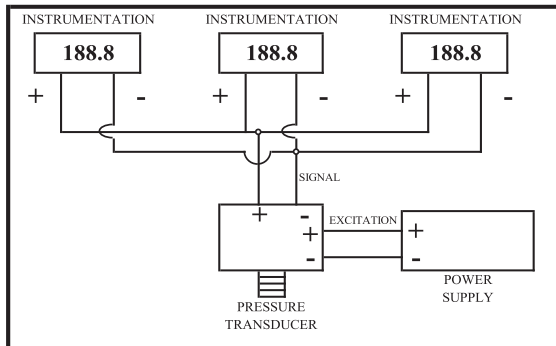 INSTRUMENTATION INSTRUMENTATION INSTRUMENTATION
188.8 188.8 188.8
+ - + - + -
SIGNAL
+ -
EXCITATION
+ +
- -
POWER
SUPPLY
PRESSURE
TRANSDUCER